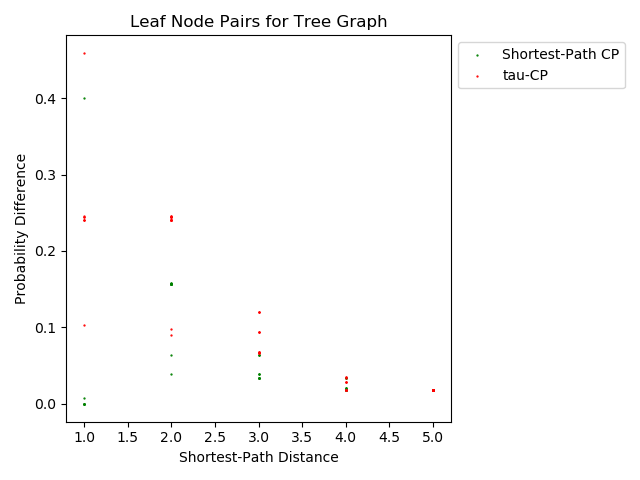 Leaf Node Pairs for Tree Graph
Shortest-Path CP
tau-CP
Probability Difference
0.4
0.3
0.2
0.1
0.0
1.0 1.5 2.0 2.5 3.0 3.5 4.0 4.5 5.0
Shortest-Path Distance